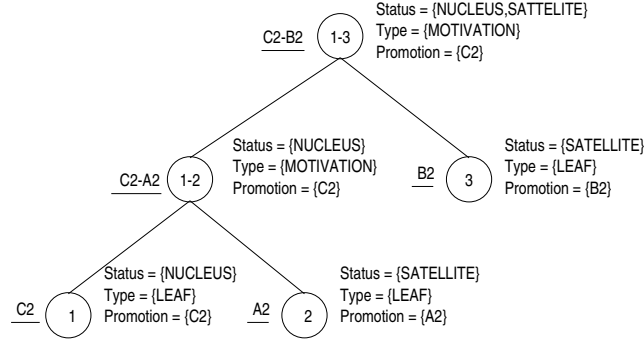 Status = {NUCLEUS,SATTELITE}
C2-B2 1-3 Type = {MOTIVATION}
Promotion = {C2}
Status = {NUCLEUS}
C2-A2 1-2 Type = {MOTIVATION}
Promotion = {C2}
Status = {SATELLITE}
B2 3 Type = {LEAF}
Promotion = {B2}
Status = {NUCLEUS}
C2 1 Type = {LEAF}
Promotion = {C2}
Status = {SATELLITE}
A2 2 Type = {LEAF}
Promotion = {A2}